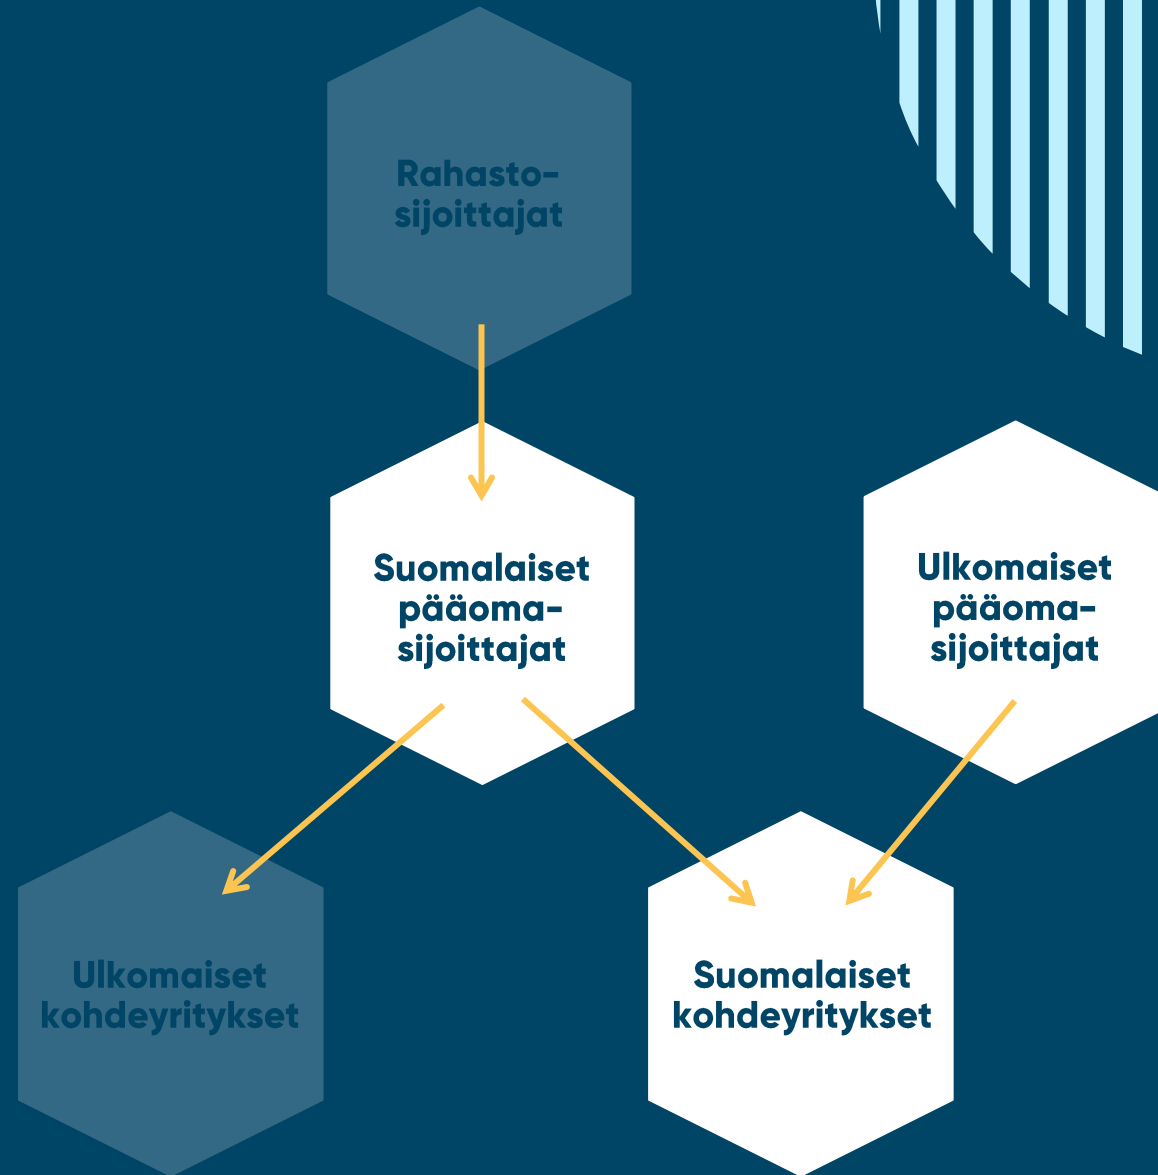 Rahasto-
sijoittajat
Suomalaiset
pääoma-
sijoittajat
Ulkomaiset
pääoma-
sijoittajat
Ulkomaiset
kohdeyritykset
Suomalaiset
kohdeyritykset